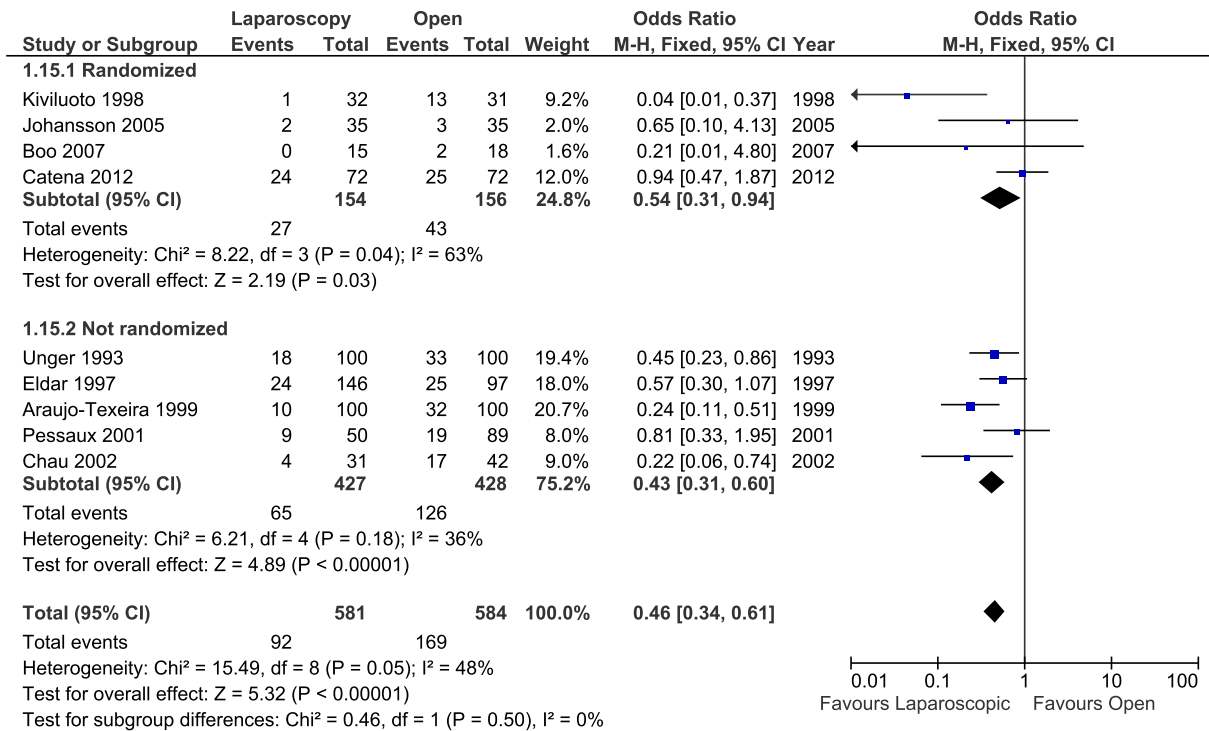 Laparoscopy Open Odds Ratio Odds Ratio
Study or Subgroup Events Total Events Total Weight M-H, Fixed, 95% CI Year M-H, Fixed, 95% CI
1.15.1 Randomized
Kiviluoto 1998 1 32 13 31 9.2% 0.04 [0.01, 0.37] 1998
Johansson 2005 2 35 3 35 2.0% 0.65 [0.10, 4.13] 2005
Boo 2007 0 15 2 18 1.6% 0.21 [0.01, 4.80] 2007
Catena 2012 24 72 25 72 12.0% 0.94 [0.47, 1.87] 2012
Subtotal (95% CI) 154 156 24.8% 0.54 [0.31, 0.94]
Total events 27 43
Heterogeneity: Chi² = 8.22, df = 3 (P = 0.04); I² = 63%
Test for overall effect: Z = 2.19 (P = 0.03)
1.15.2 Not randomized
Unger 1993 18 100 33 100 19.4% 0.45 [0.23, 0.86] 1993
Eldar 1997 24 146 25 97 18.0% 0.57 [0.30, 1.07] 1997
Araujo-Texeira 1999 10 100 32 100 20.7% 0.24 [0.11, 0.51] 1999
Pessaux 2001 9 50 19 89 8.0% 0.81 [0.33, 1.95] 2001
Chau 2002 4 31 17 42 9.0% 0.22 [0.06, 0.74] 2002
Subtotal (95% CI) 427 428 75.2% 0.43 [0.31, 0.60]
Total events 65 126
Heterogeneity: Chi² = 6.21, df = 4 (P = 0.18); I² = 36%
Test for overall effect: Z = 4.89 (P < 0.00001)
Total (95% CI) 581 584 100.0% 0.46 [0.34, 0.61]
Total events 92 169
Heterogeneity: Chi² = 15.49, df = 8 (P = 0.05); I² = 48%
Test for overall effect: Z = 5.32 (P < 0.00001)
Test for subgroup differences: Chi² = 0.46, df = 1 (P = 0.50), I² = 0%
0.01 0.1 1 10 100
Favours Laparoscopic Favours Open